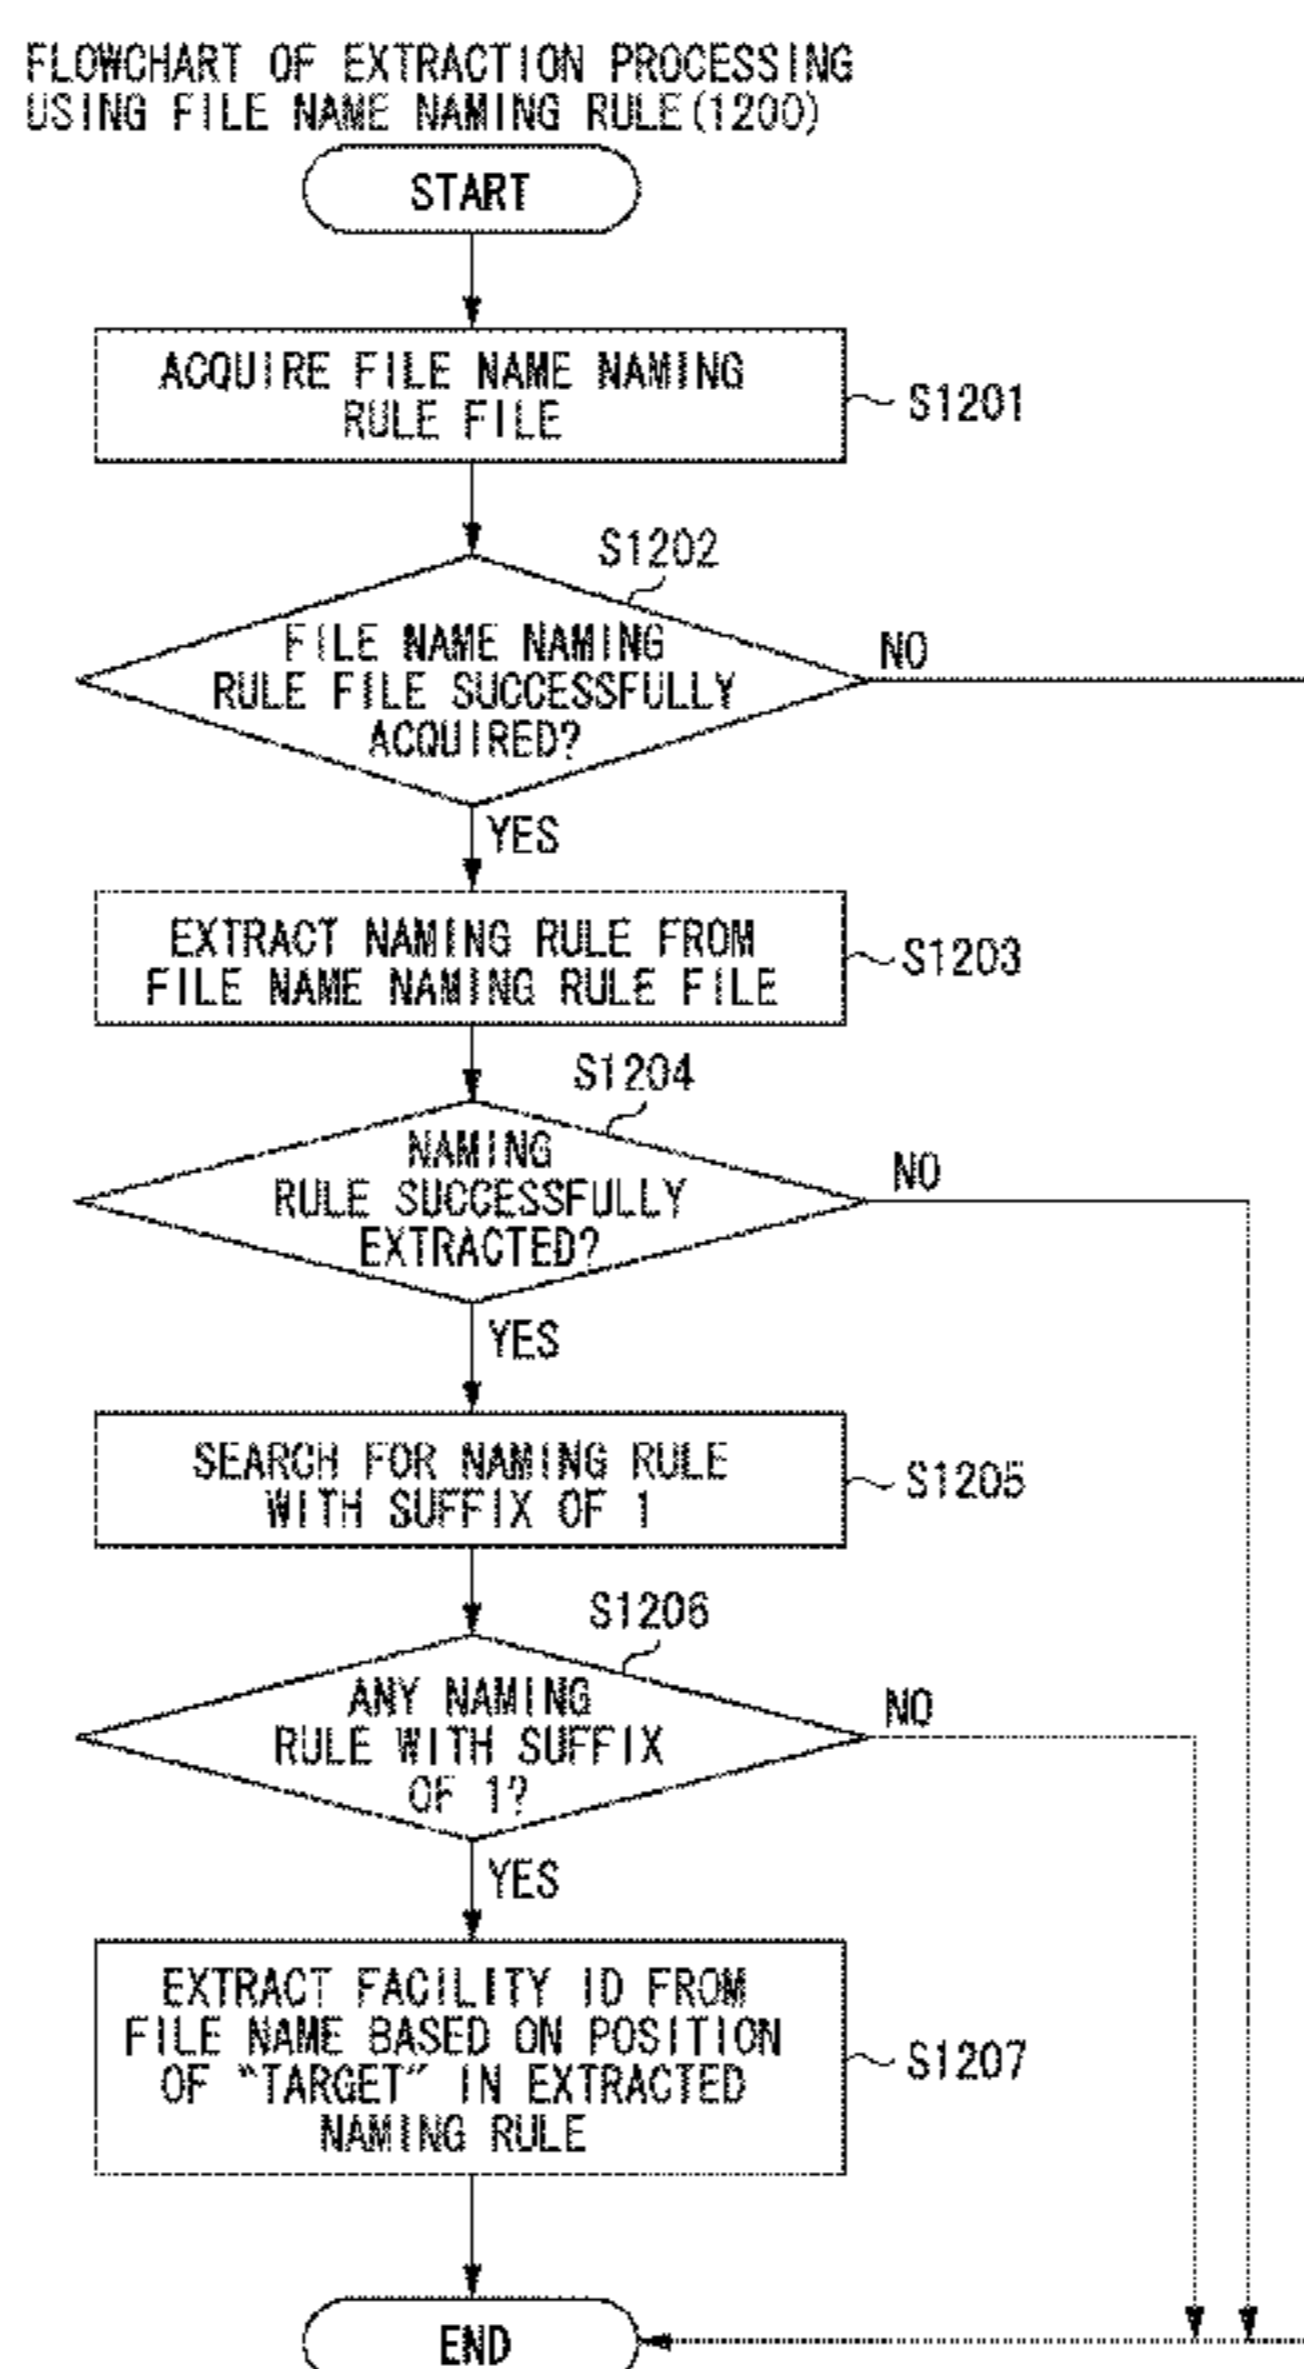 FLOWCHART OF EXTRACTION PROCESSING
USING FILE NAME NAMING RULE(1200)
START
ACQUIRE FILE NAME NAMING
RULE FILE
S1201
S1202
FILE NAME NAMING
RULE FILE SUCCESSFULLY
ACQUIRED?
NO
YES
EXTRACT NAMING RULE FROM
FILE NAME NAMING RULE FILE
S1203
S1204
NAMING
RULE SUCCESSFULLY
EXTRACTED?
NO
YES
SEARCH FOR NAMING RULE
WITH SUFFIX OF 1
S1205
S1206
ANY NAMING
RULE WITH SUFFIX
OF 1?
NO
YES
EXTRACT FACILITY ID FROM
FILE NAME BASED ON POSITION
OF “TARGET” IN EXTRACTED
NAMING RULE
S1207
END